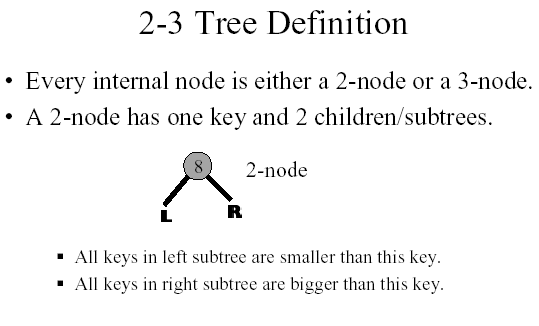 2-3 Tree Definition
• Every internal node is either a 2-node or a 3-node.
• A 2-node has one key and 2 children/subtrees.
8 2-node
L R
▪ All keys in left subtree are smaller than this key.
▪ All keys in right subtree are bigger than this key.